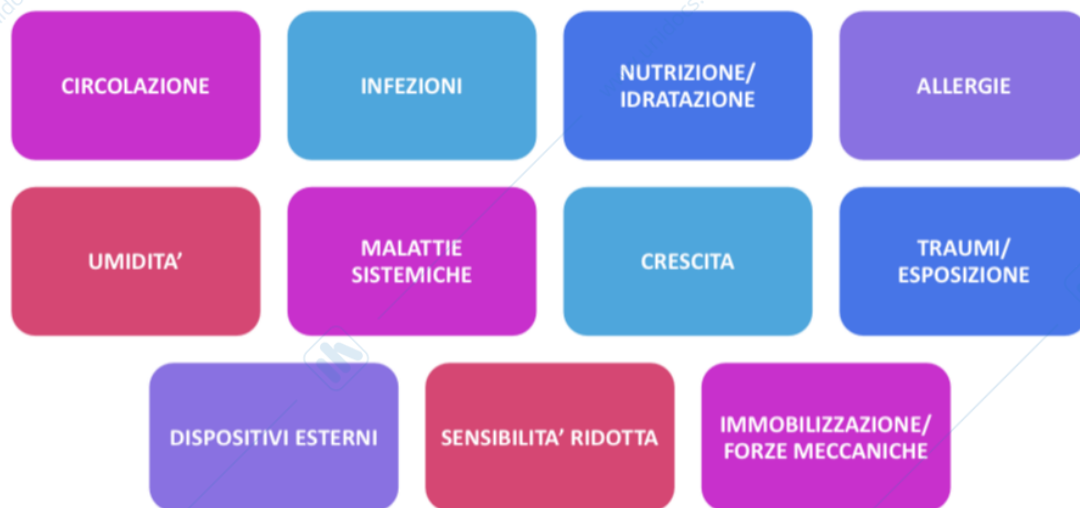 CIRCOLAZIONE
INFEZIONI
NUTRIZIONE/
IDRATAZIONE
ALLERGIE
UMIDITA’
MALATTIE
SISTEMICHE
CRESCITA
TRAUMI/
ESPOSIZIONE
DISPOSITIVI ESTERNI
SENSIBILITA’ RIDOTTA
IMMOBILIZZAZIONE/
FORZE MECCANICHE